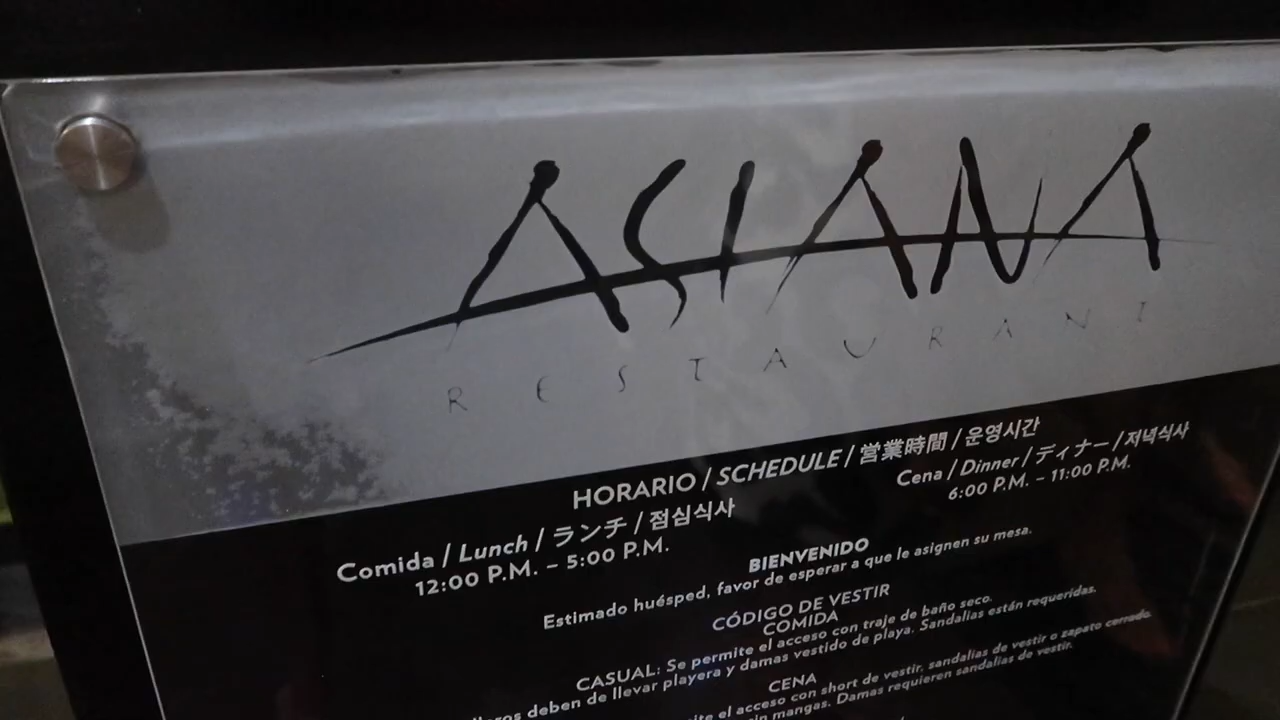 ASIANA
RESTAURANT
HORARIO / SCHEDULE / 営業時間 / 운영시간
Comida / Lunch / ランチ / 점심식사
12:00 P.M. – 5:00 P.M.
Cena / Dinner / ディナー / 저녁식사
6:00 P.M. – 11:00 P.M.
BIENVENIDO
Estimado huésped, favor de esperar a que le asignen su mesa.
CÓDIGO DE VESTIR
COMIDA
CASUAL: Se permite el acceso con traje de baño seco.
deben de llevar playera y damas vestido de playa. Sandalias están requeridas.
CENA
el acceso con short de vestir, sandalias de vestir o zapato cerrado.
mangas. Damas requieren sandalias de vestir.